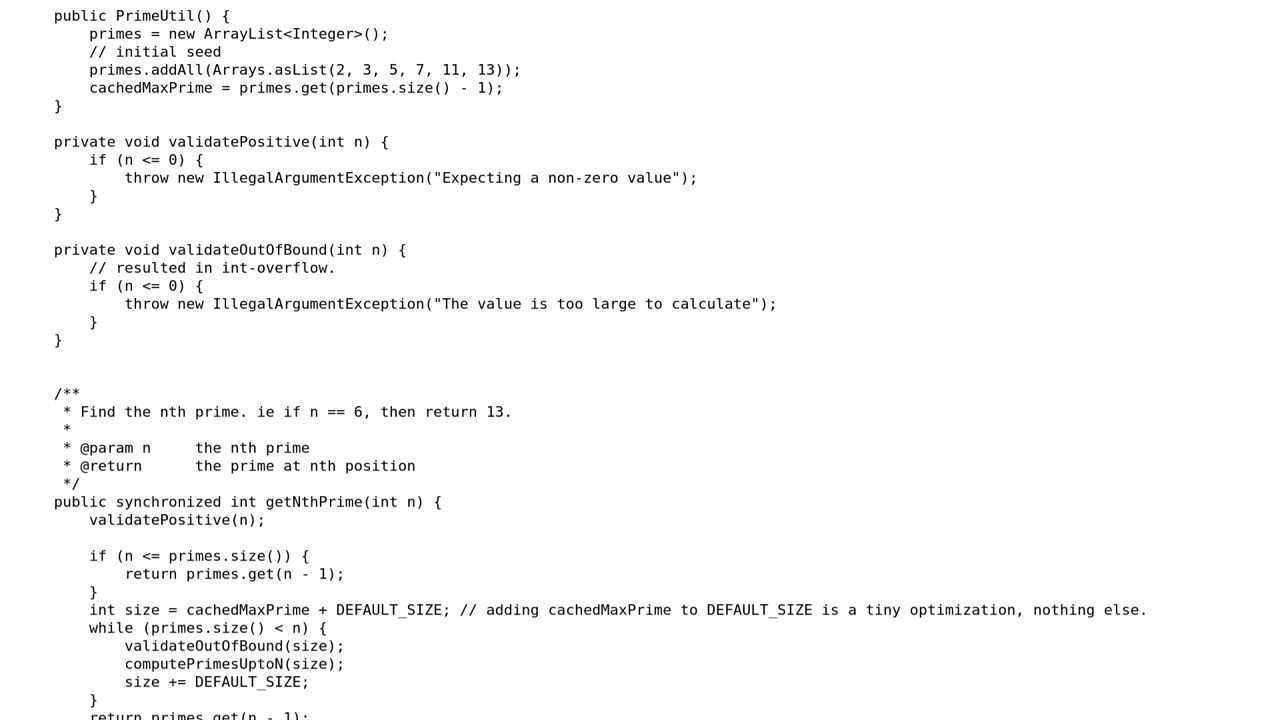 public PrimeUtil() {
primes = new ArrayList<Integer>();
// initial seed
primes.addAll(Arrays.asList(2, 3, 5, 7, 11, 13));
cachedMaxPrime = primes.get(primes.size() - 1);
}
private void validatePositive(int n) {
if (n <= 0) {
throw new IllegalArgumentException("Expecting a non-zero value");
}
}
private void validateOutOfBound(int n) {
// resulted in int-overflow.
if (n <= 0) {
throw new IllegalArgumentException("The value is too large to calculate");
}
}
/**
* Find the nth prime. ie if n == 6, then return 13.
*
* @param n     the nth prime
* @return      the prime at nth position
*/
public synchronized int getNthPrime(int n) {
validatePositive(n);
if (n <= primes.size()) {
return primes.get(n - 1);
}
int size = cachedMaxPrime + DEFAULT_SIZE; // adding cachedMaxPrime to DEFAULT_SIZE is a tiny optimization, nothing else.
while (primes.size() < n) {
validateOutOfBound(size);
computePrimesUptoN(size);
size += DEFAULT_SIZE;
}
return primes.get(n - 1);